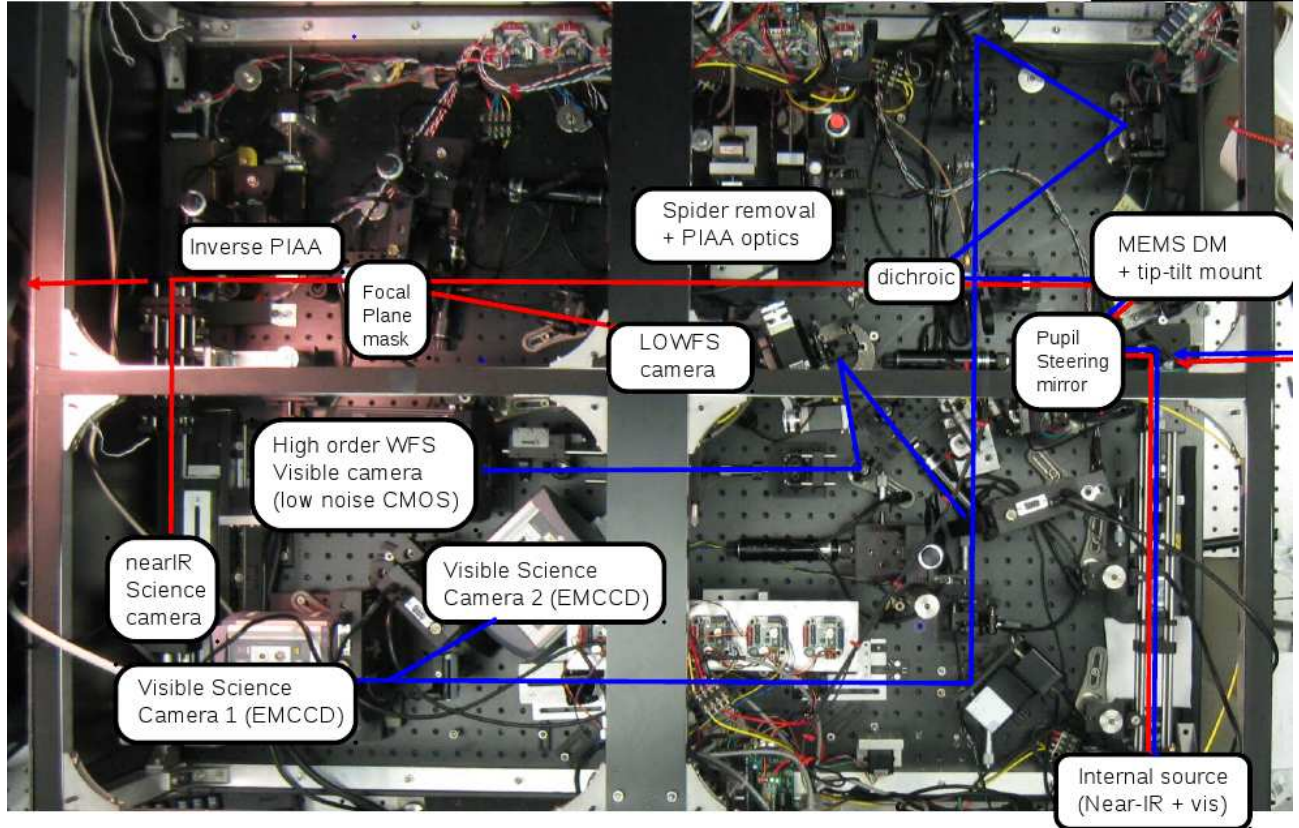 Spider removal
+ PIAA optics
MEMS DM
+ tip-tilt mount
Inverse PIAA
dichroic
Focal
Plane
mask
LOWFS
camera
Pupil
Steering
mirror
High order WFS
Visible camera
(low noise CMOS)
nearIR
Science
camera
Visible Science
Camera 2 (EMCCD)
Visible Science
Camera 1 (EMCCD)
Internal source
(Near-IR + vis)